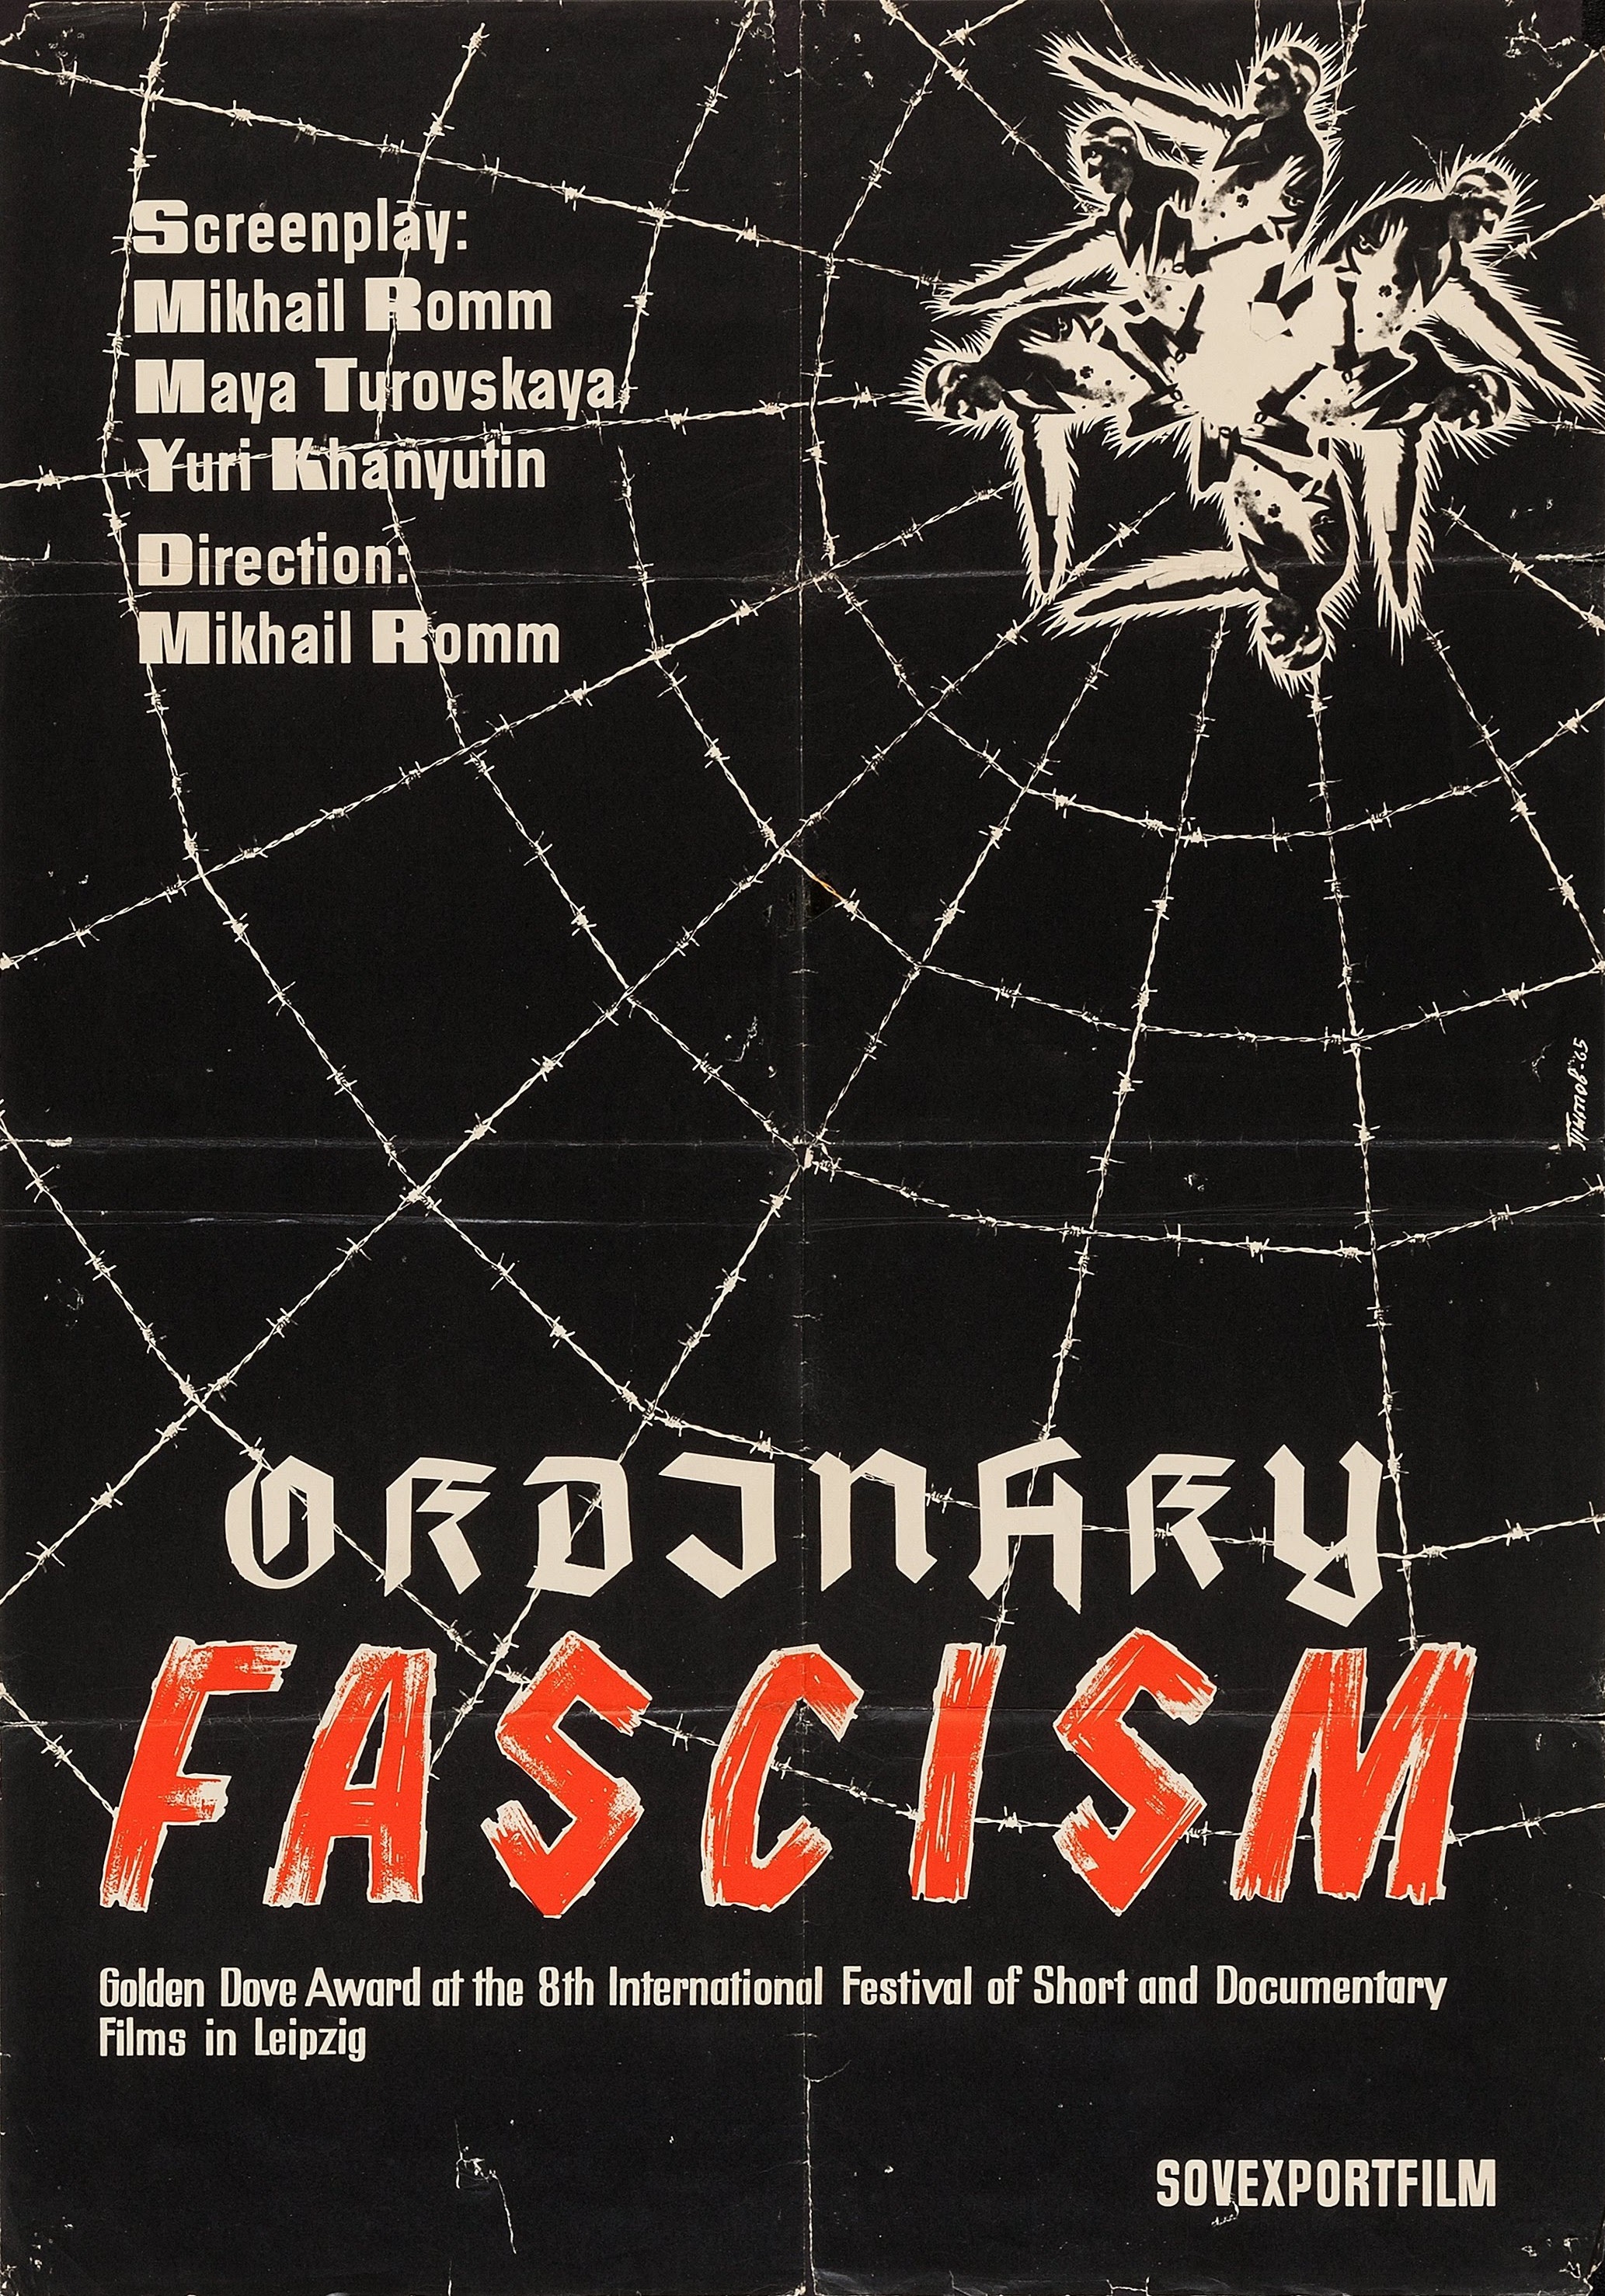 Screenplay:
Mikhail Romm
Maya Turovskaya
Yuri Khanyutin
Direction:
Mikhail Romm
ORDINARY
FASCISM
Golden Dove Award at the 8th International Festival of Short and Documentary
Films in Leipzig
SOVEXPORTFILM